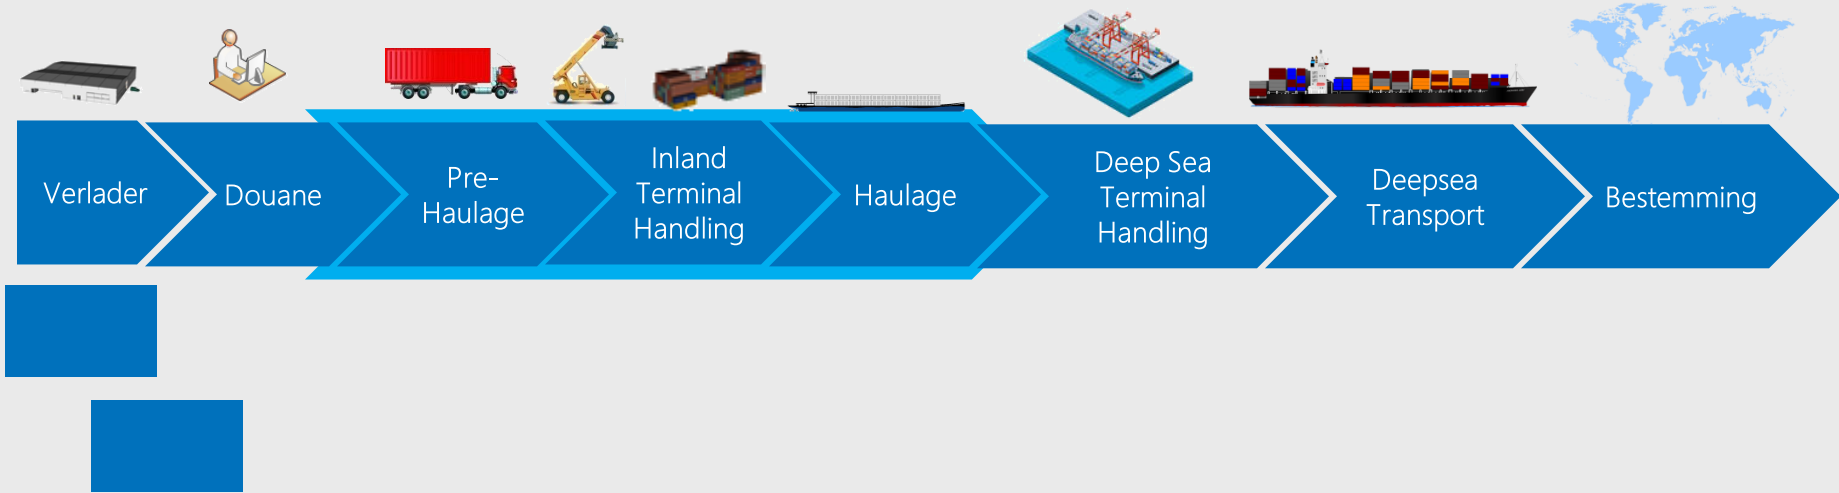 Verlader
Douane
Pre-
Haulage
Inland
Terminal
Handling
Haulage
Deep Sea
Terminal
Handling
Deepsea
Transport
Bestemming